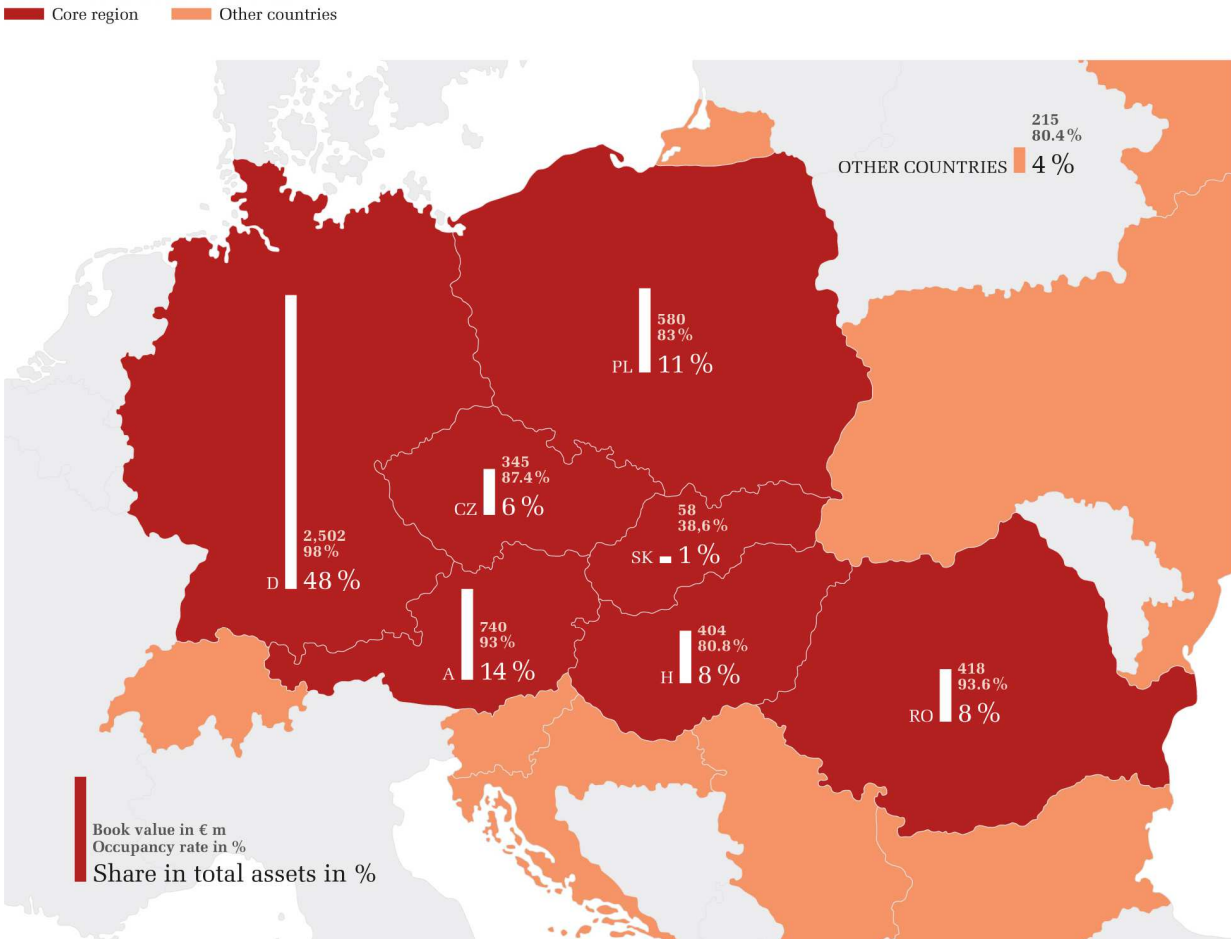 Core region
Other countries
215
80.4 %
OTHER COUNTRIES 4 %
580
83 %
PL 11 %
345
87.4 %
CZ 6 %
58
38,6 %
SK 1 %
2,502
98 %
D 48 %
740
93 %
A 14 %
404
80.8 %
H 8 %
418
93.6 %
RO 8 %
Book value in € m
Occupancy rate in %
Share in total assets in %